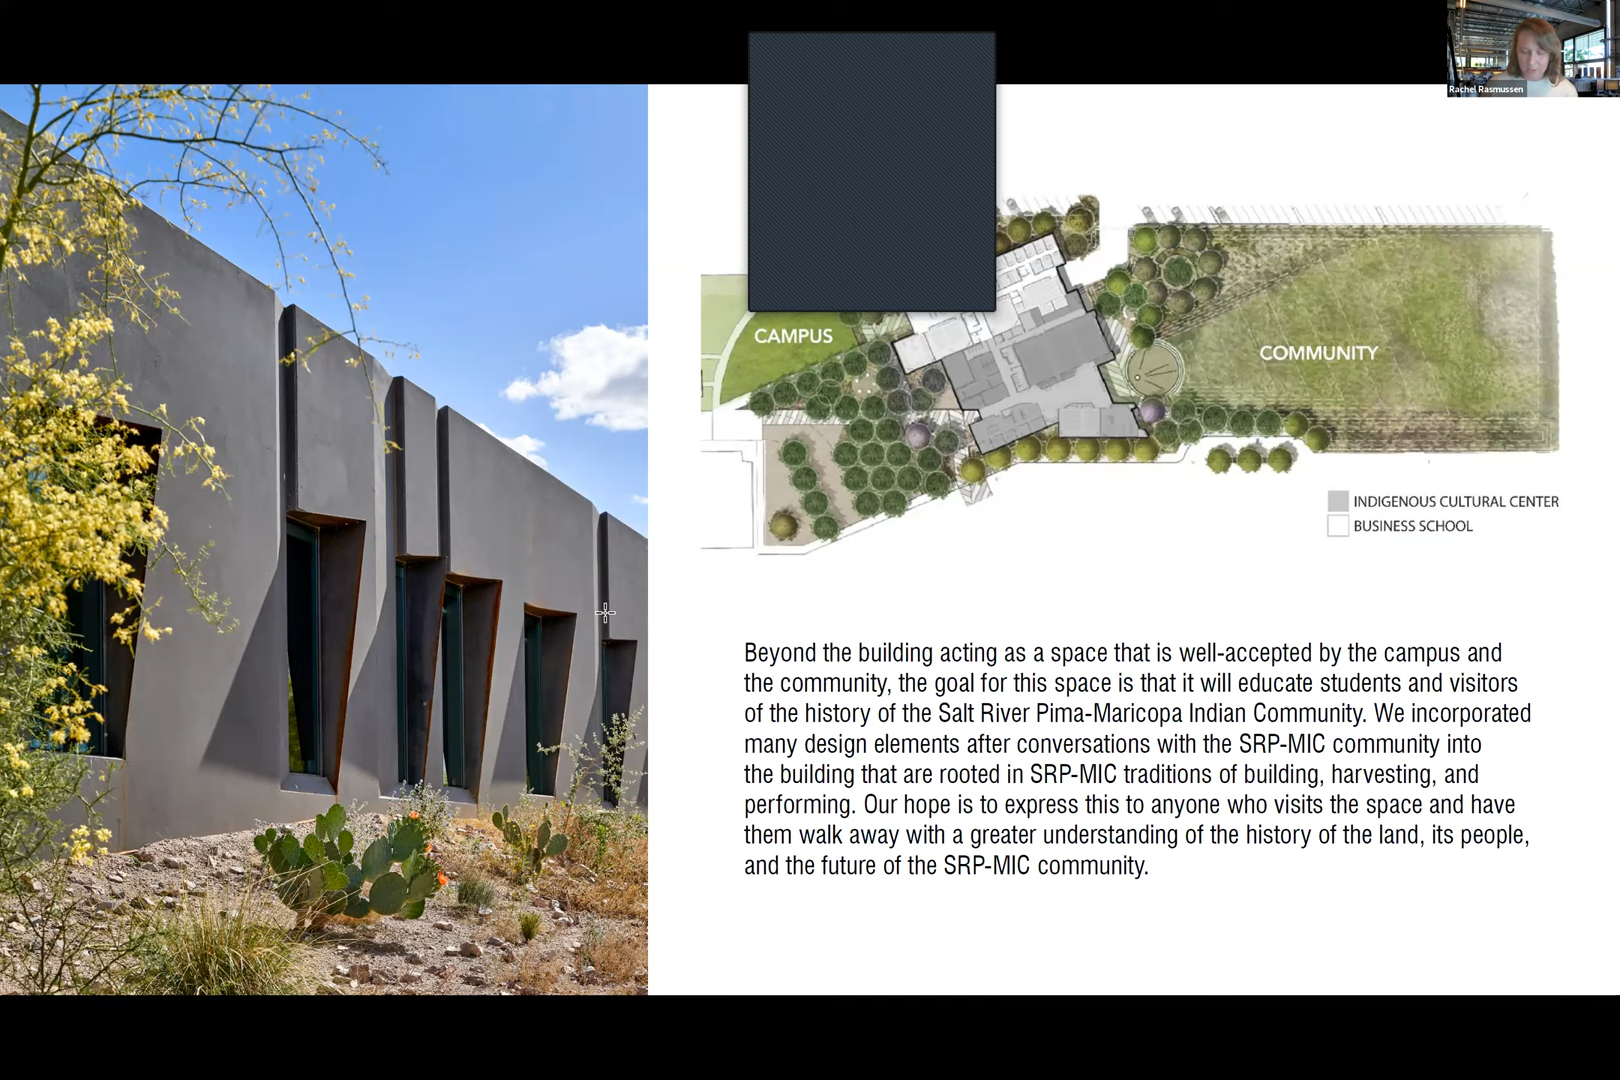 Rachel Rasmussen
CAMPUS
COMMUNITY
INDIGENOUS CULTURAL CENTER
BUSINESS SCHOOL
Beyond the building acting as a space that is well-accepted by the campus and
the community, the goal for this space is that it will educate students and visitors
of the history of the Salt River Pima-Maricopa Indian Community. We incorporated
many design elements after conversations with the SRP-MIC community into
the building that are rooted in SRP-MIC traditions of building, harvesting, and
performing. Our hope is to express this to anyone who visits the space and have
them walk away with a greater understanding of the history of the land, its people,
and the future of the SRP-MIC community.